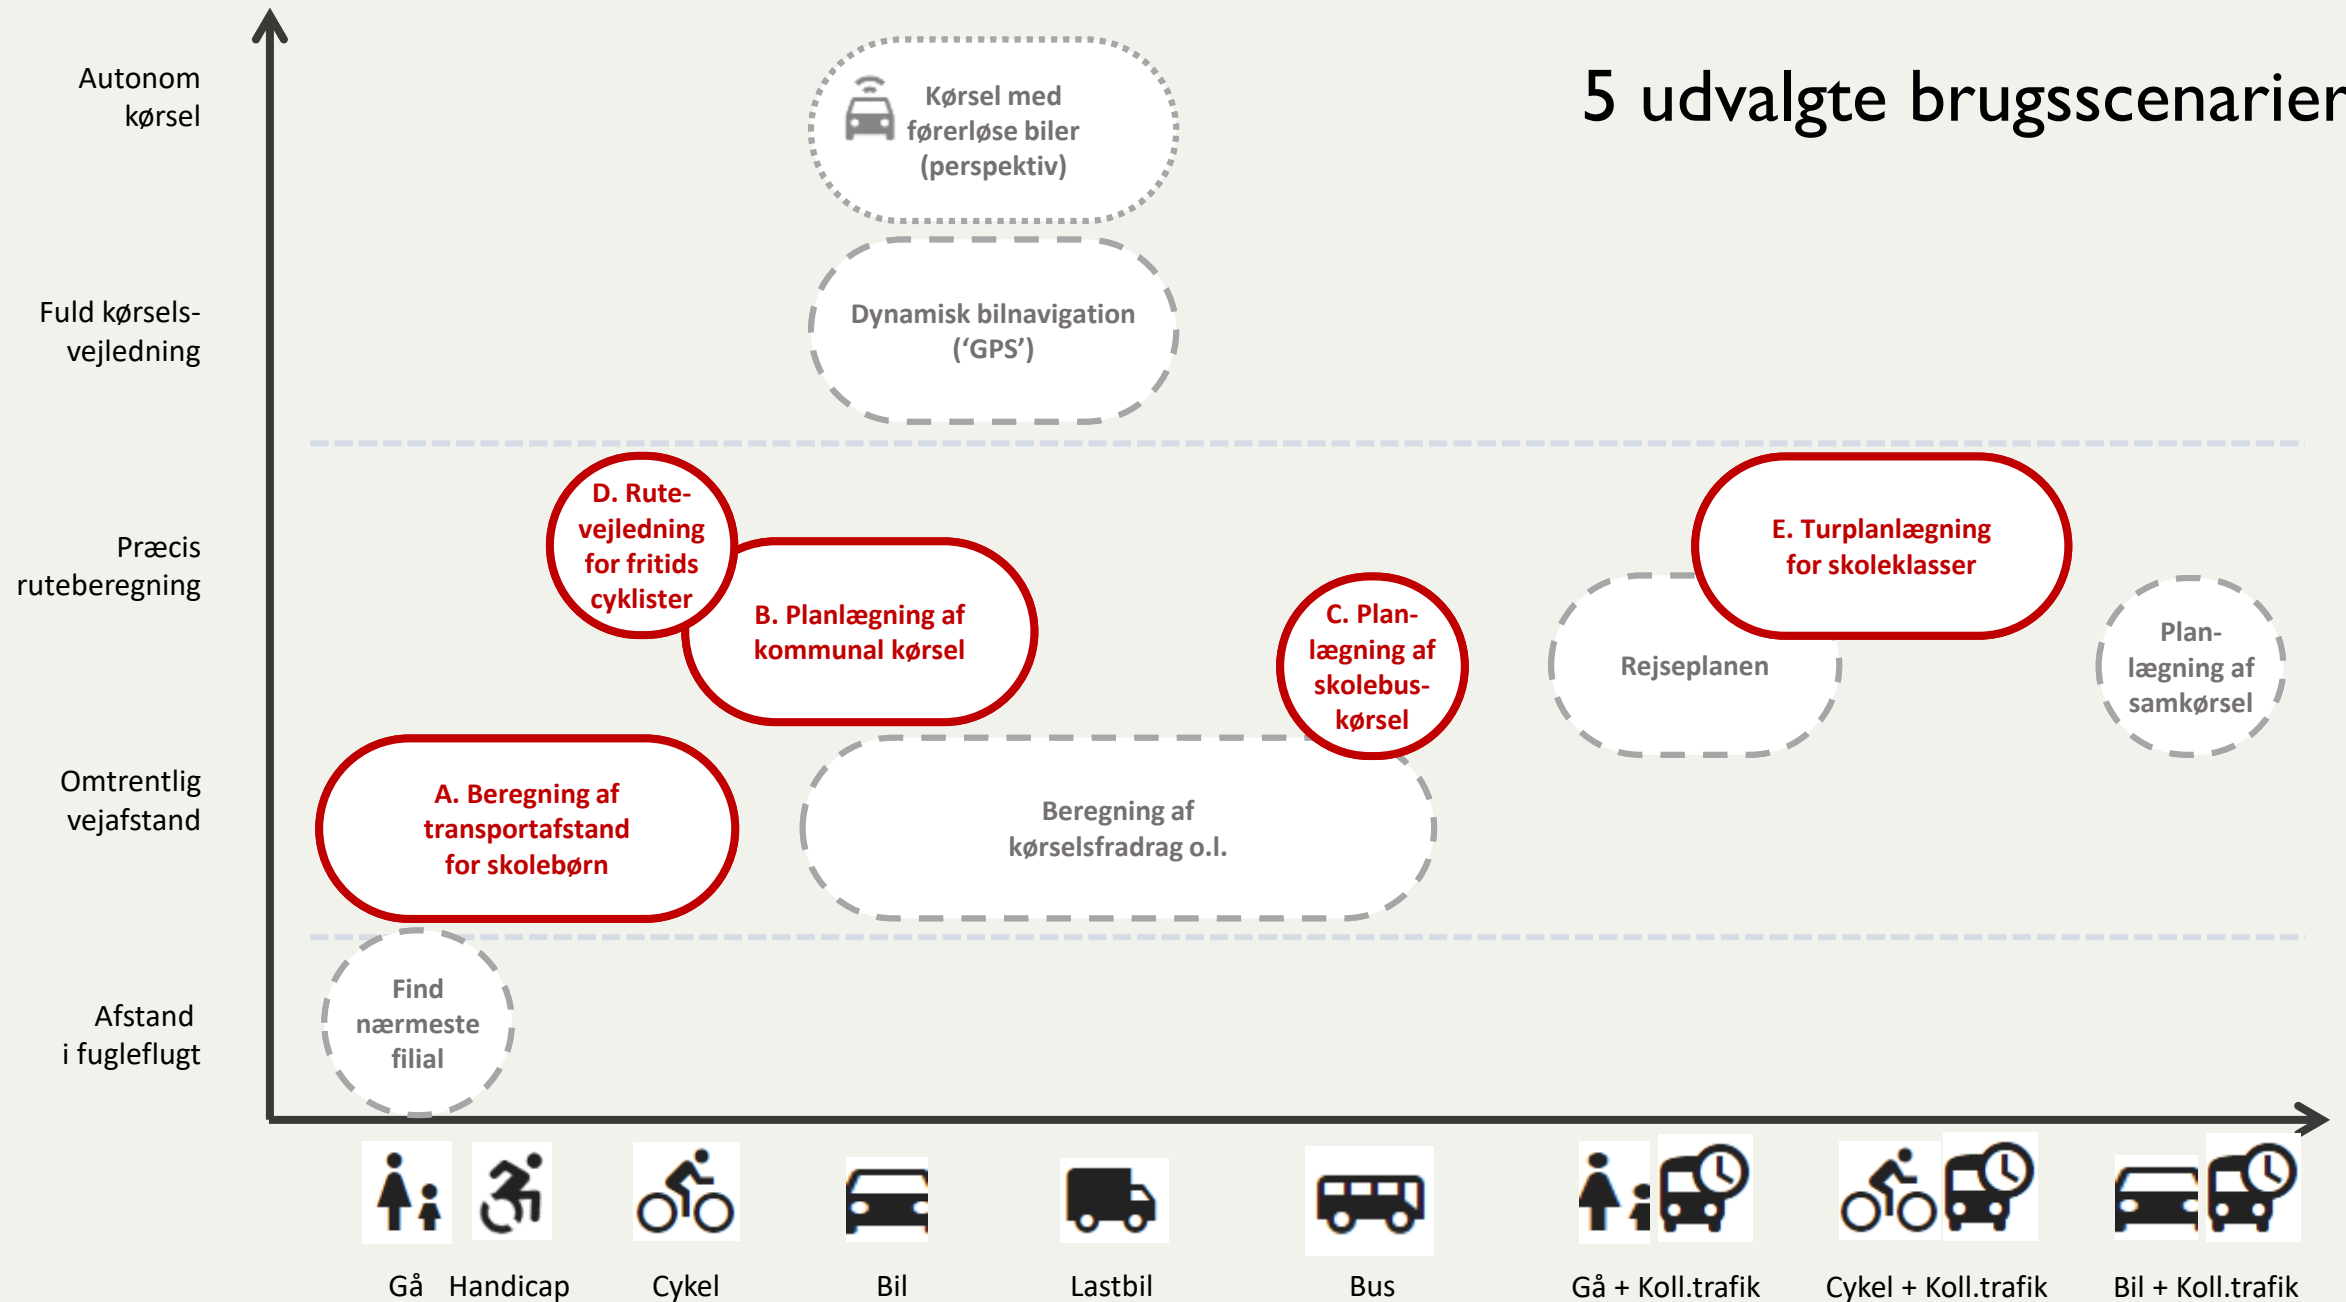 5 udvalgte brugsscenarier
Autonom
kørsel
Kørsel med
førerløse biler
(perspektiv)
Fuld kørsels-
vejledning
Dynamisk bilnavigation
(‘GPS’)
Præcis
ruteberegning
D. Rute-
vejledning
for fritids
cyklister
B. Planlægning af
kommunal kørsel
C. Plan-
lægning af
skolebus-
kørsel
E. Turplanlægning
for skoleklasser
Rejseplanen
Plan-
lægning af
samkørsel
Omtrentlig
vejafstand
A. Beregning af
transportafstand
for skolebørn
Beregning af
kørselsfradrag o.l.
Afstand
i fugleflugt
Find
nærmeste
filial
Gå
Handicap
Cykel
Bil
Lastbil
Bus
Gå + Koll.trafik
Cykel + Koll.trafik
Bil + Koll.trafik